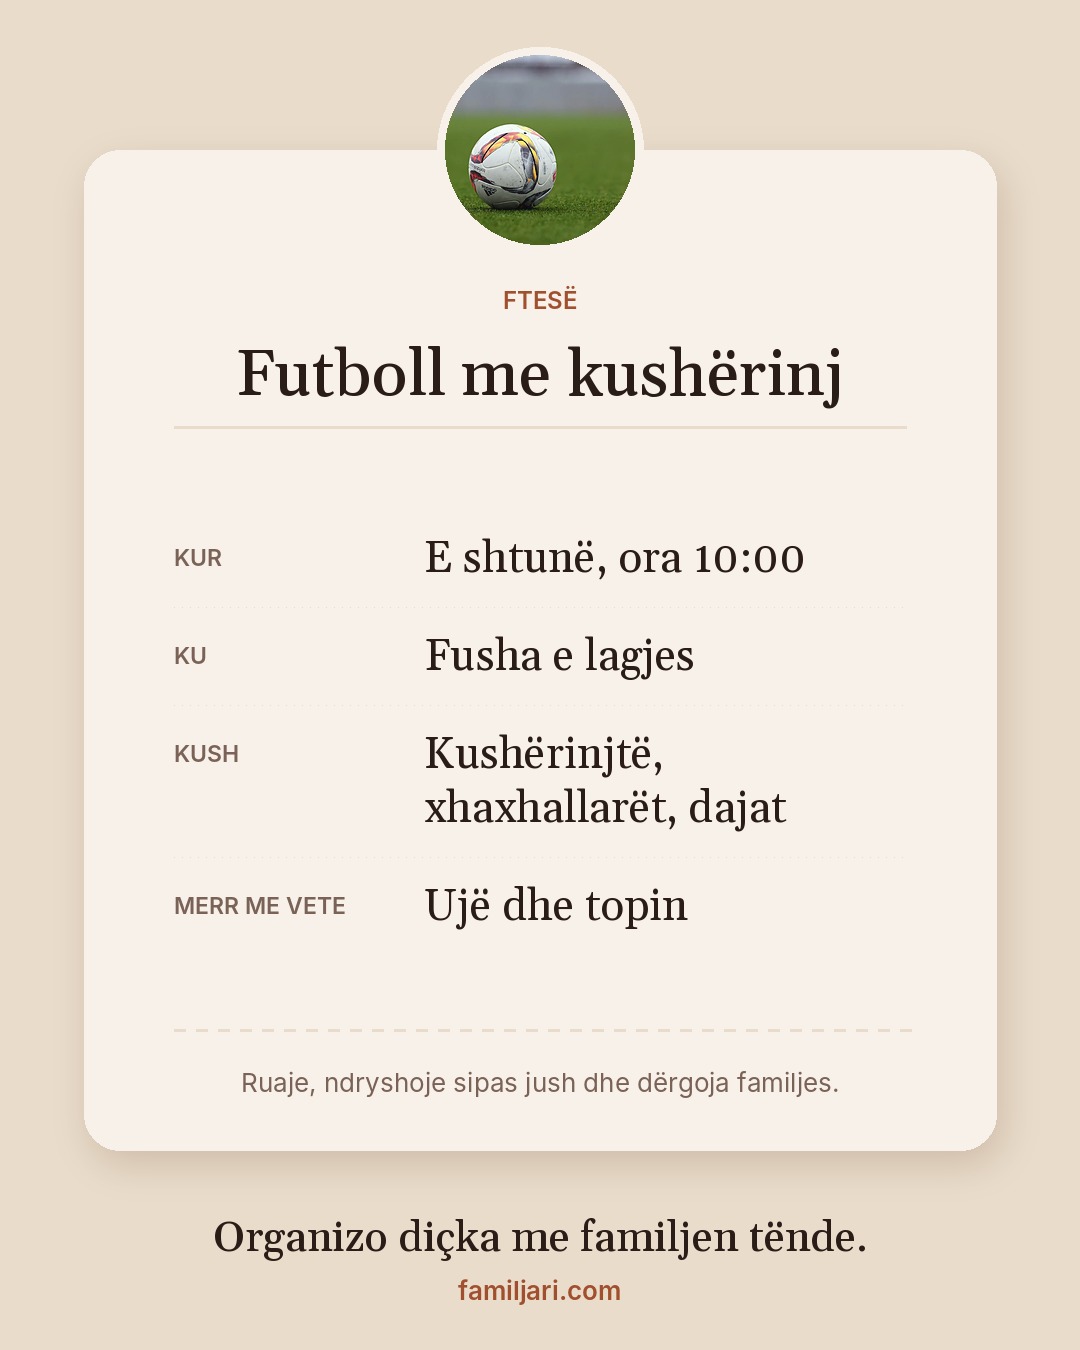 FTESË
Futboll me kushërinj
KUR
E shtunë, ora 10:00
KU
Fusha e lagjes
KUSH
Kushërinjtë,
xhaxhallarët, dajat
MERR ME VETE
Ujë dhe topin
Ruaje, ndryshoje sipas jush dhe dërgoja familjes.
Organizo diçka me familjen tënde.
familjari.com